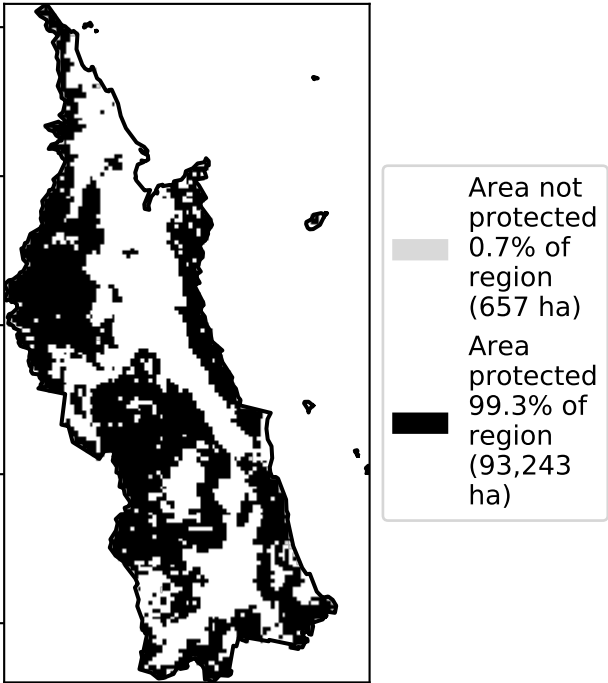 Area not
protected
0.7% of
region
(657 ha)
Area
protected
99.3% of
region
(93,243
ha)